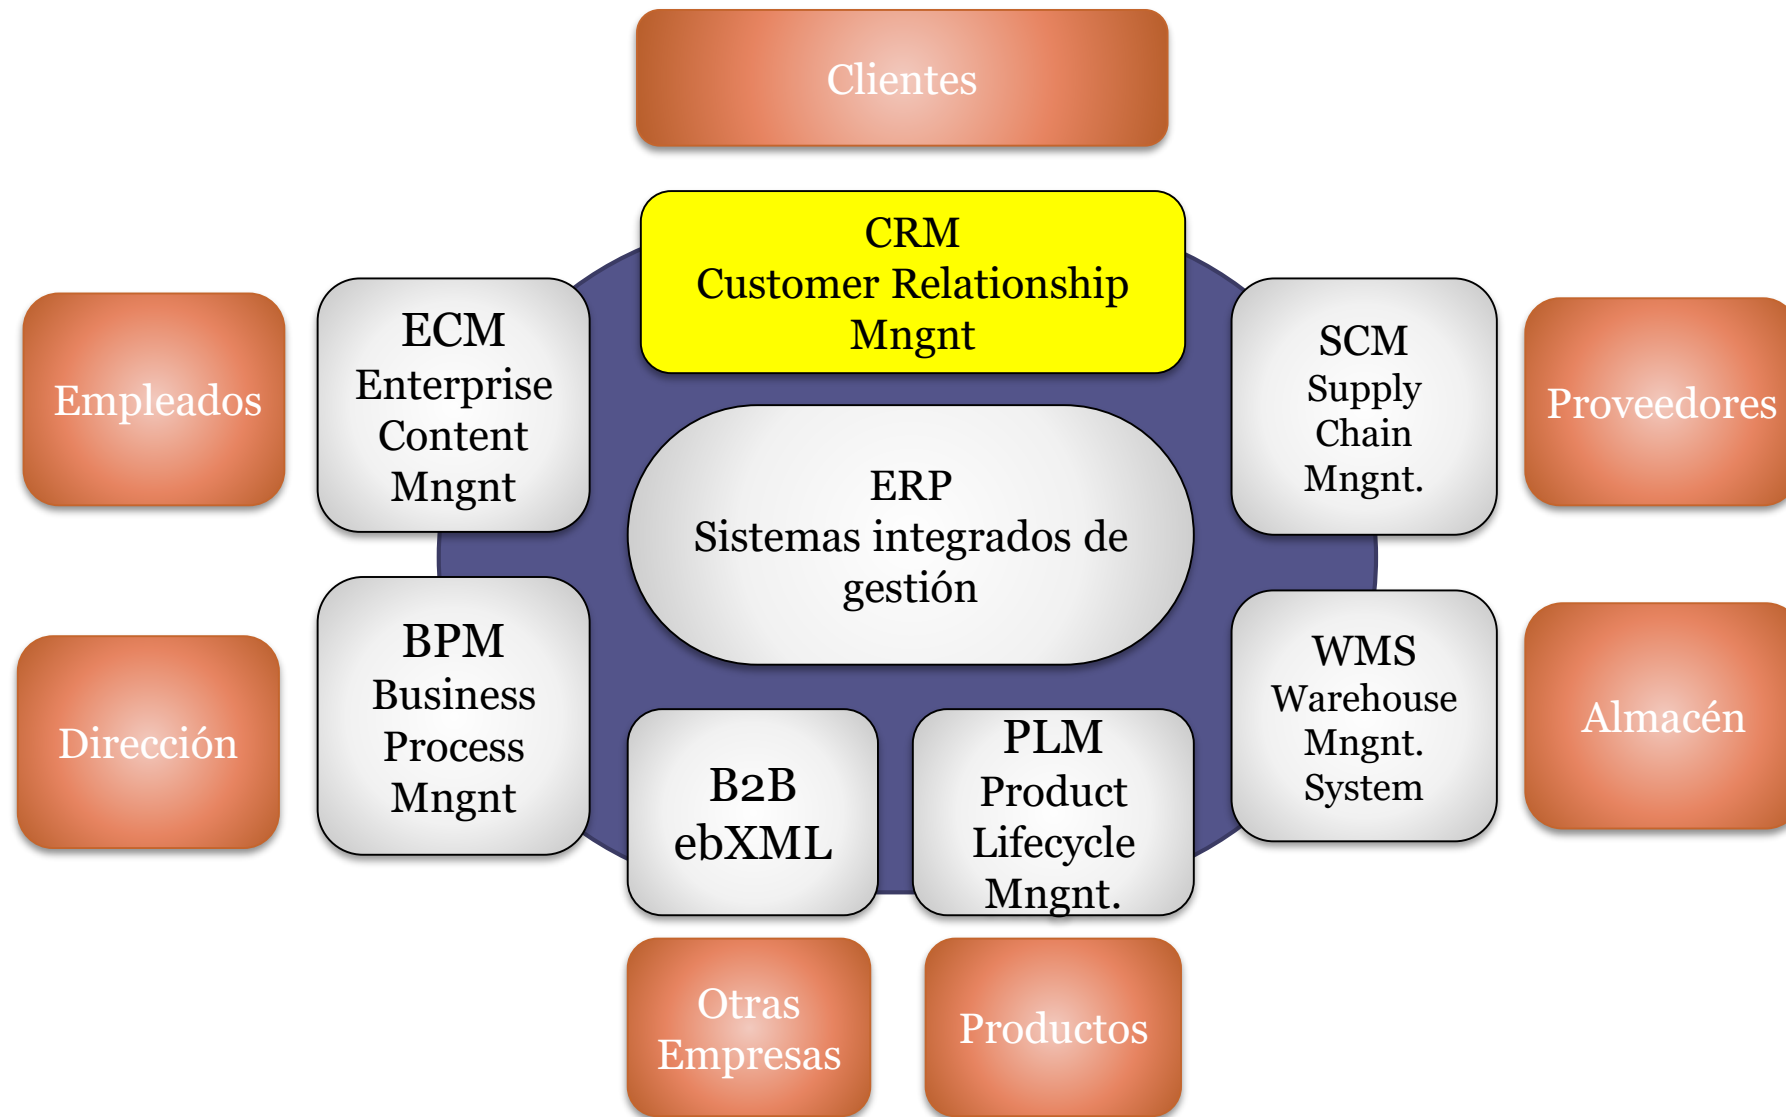 Clientes
CRM
Customer Relationship
Mngnt
Empleados
ECM
Enterprise
Content
Mngnt
SCM
Supply
Chain
Mngnt.
Proveedores
ERP
Sistemas integrados de
gestión
Dirección
BPM
Business
Process
Mngnt
WMS
Warehouse
Mngnt.
System
Almacén
B2B
ebXML
PLM
Product
Lifecycle
Mngnt.
Otras
Empresas
Productos